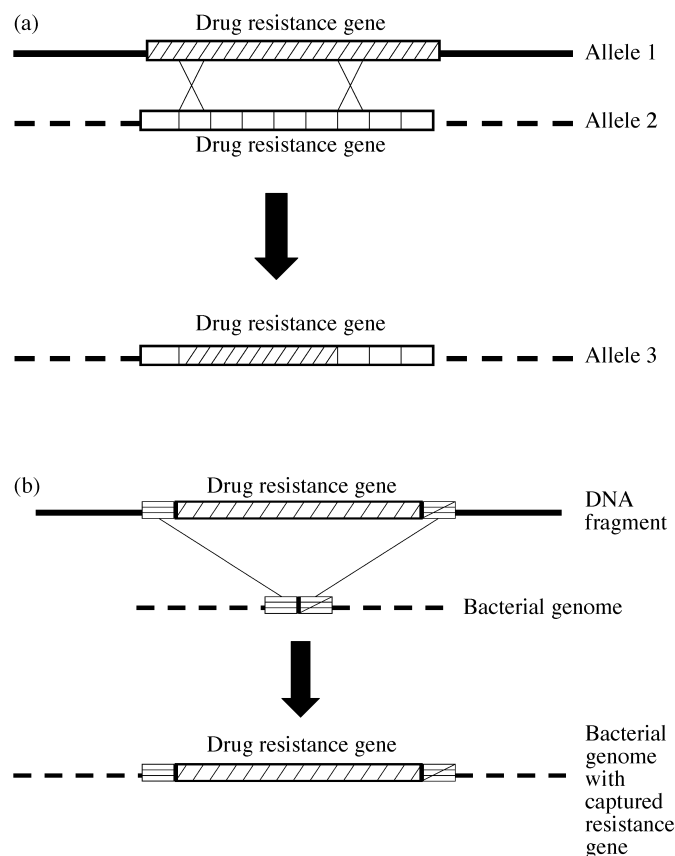 (a)
Drug resistance gene
Allele 1
Allele 2
Drug resistance gene
Drug resistance gene
Allele 3
(b)
Drug resistance gene
DNA
fragment
Bacterial genome
Drug resistance gene
Bacterial
genome
with
captured
resistance
gene